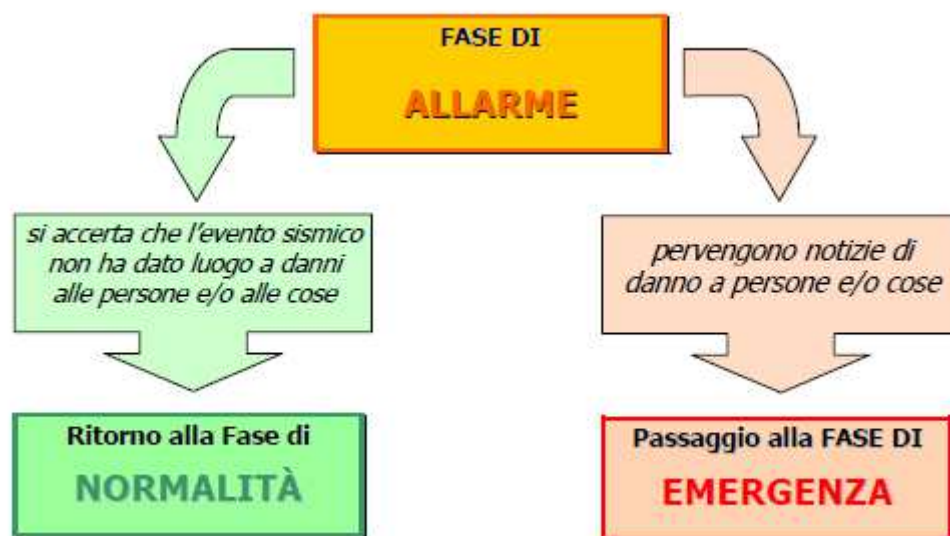 FASE DI
ALLARME
si accerta che l'evento sismico
non ha dato luogo a danni
alle persone e/o alle cose
pervengono notizie di
danno a persone e/o cose
Ritorno alla Fase di
NORMALITÀ
Passaggio alla FASE DI
EMERGENZA